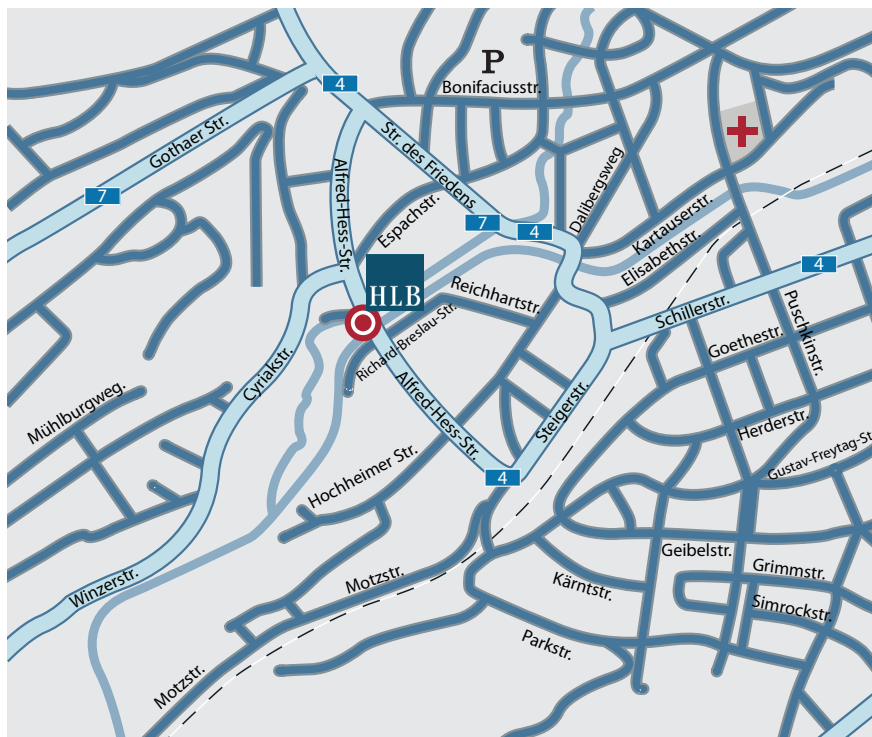 P
Bonifaciusstr.
4
Gothaer Str.
Str. des Friedens
7
Alfred-Hess-Str.
Espachstr.
7
4
Dalibergsweg
Kartauserstr.
Elisabethstr.
4
HLB
Reichhartstr.
Richard-Breslau-Str.
Schillerstr.
Puschkinstr.
Goethestr.
Cyriakstr.
Alfred-Hess-Str.
Steigerstr.
Mühlburgweg.
Herderstr.
Hochheimer Str.
4
Gustav-Freytag-St
Geibelstr.
Grimmstr.
Motzstr.
Kärntstr.
Winzerstr.
Simrockstr.
Parkstr.
Motzstr.